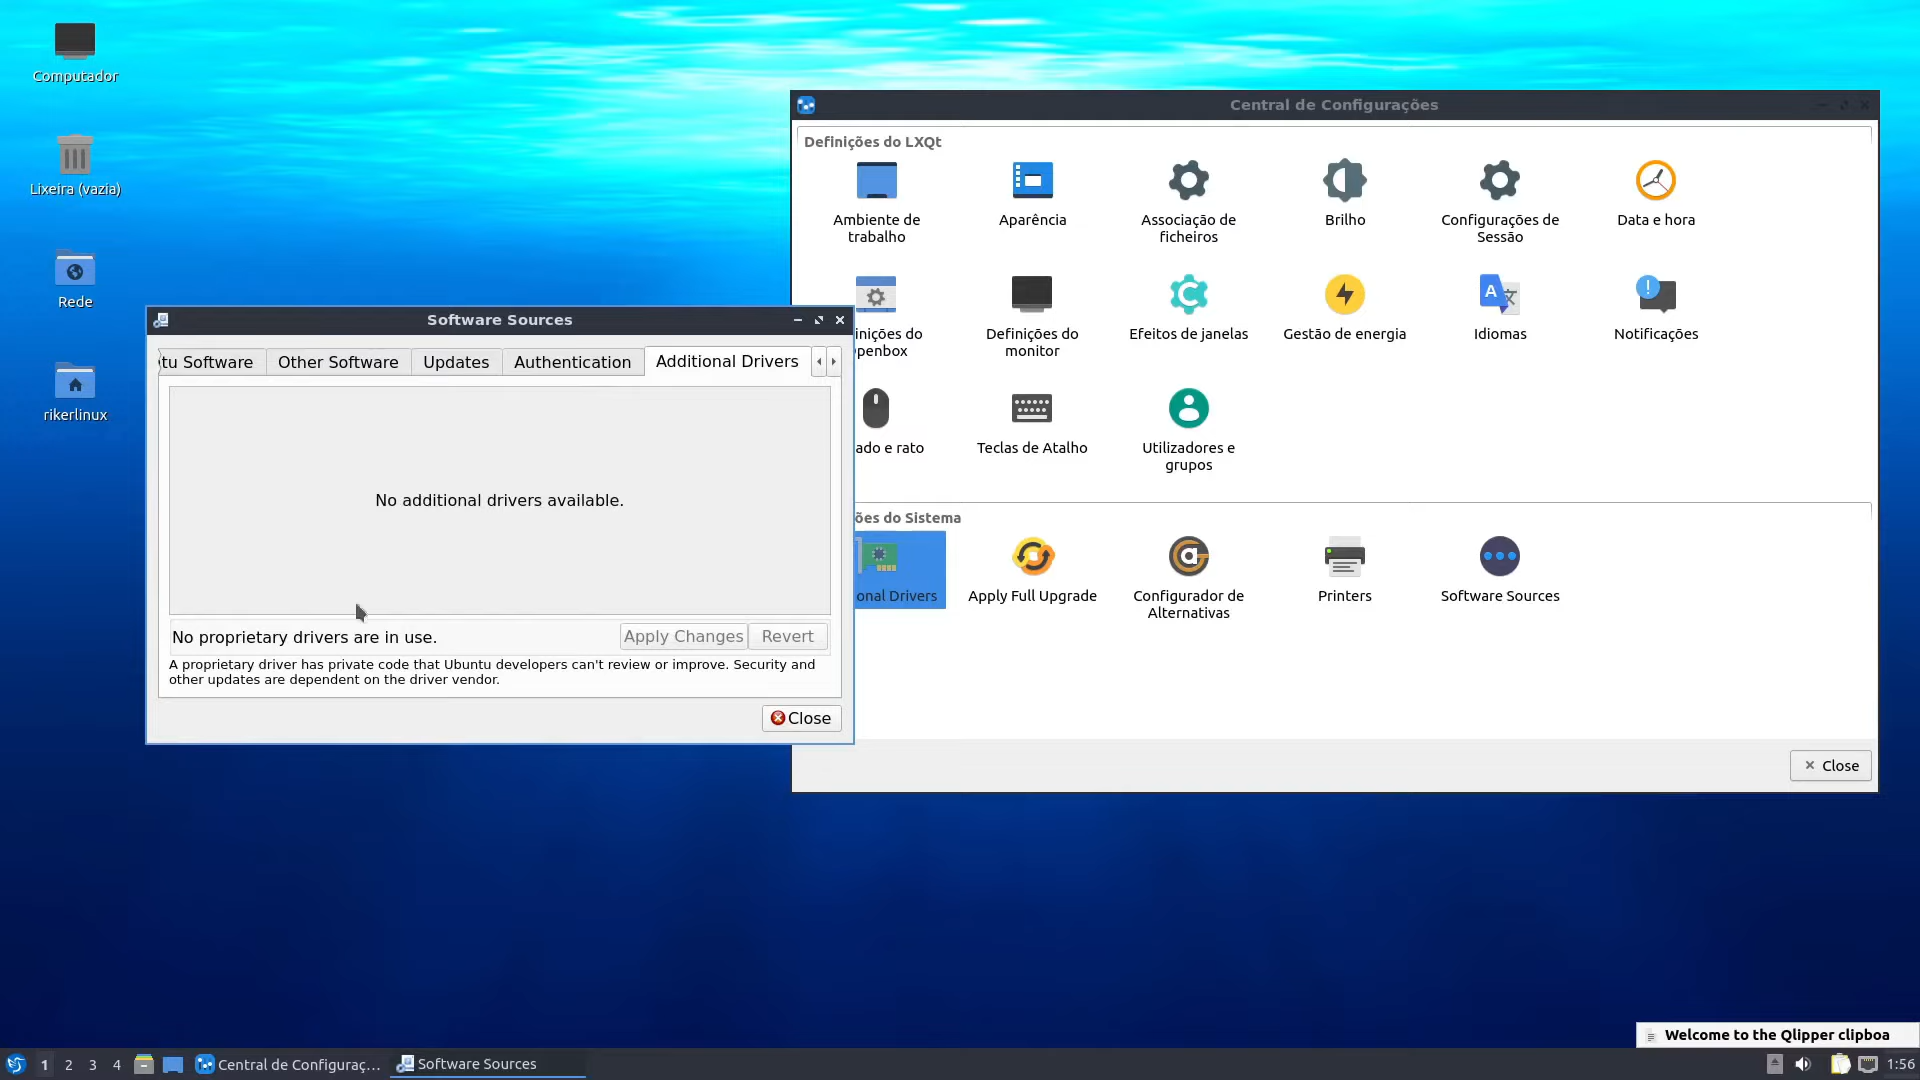 Computador
Lixeira (vazia)
Rede
rikerlinux
Central de Configurações
Definições do LXQt
Ambiente de
trabalho
Aparência
Associação de
ficheiros
Brilho
Configurações de
Sessão
Data e hora
inições do
penbox
Definições do
monitor
Efeitos de janelas
Gestão de energia
Idiomas
Notificações
ado e rato
Teclas de Atalho
Utilizadores e
grupos
ões do Sistema
onal Drivers
Apply Full Upgrade
Configurador de
Alternativas
Printers
Software Sources
Close
Software Sources
tu Software
Other Software
Updates
Authentication
Additional Drivers
No additional drivers available.
No proprietary drivers are in use.
Apply Changes
Revert
A proprietary driver has private code that Ubuntu developers can't review or improve. Security and
other updates are dependent on the driver vendor.
Close
Welcome to the Qlipper clipboa
1
2
3
4
Central de Configuraç...
Software Sources
1:56